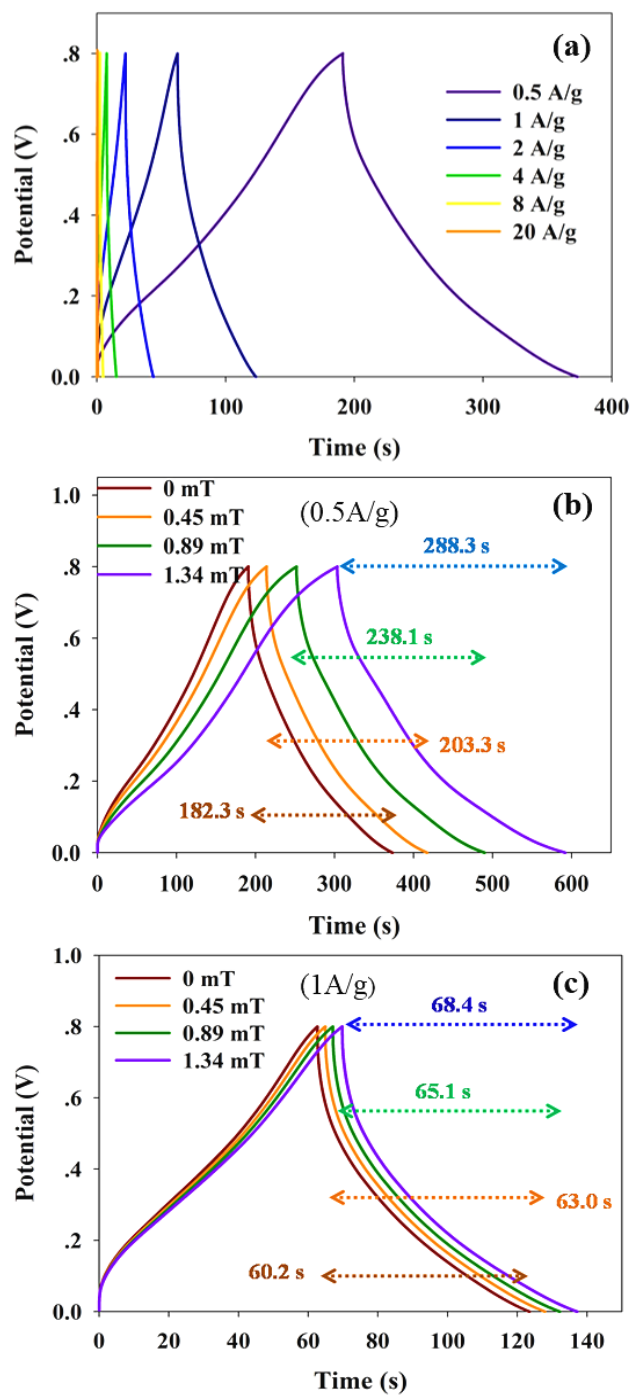 (a)
.8
.6
.4
.2
0.0
Potential (V)
0.5 A/g
1 A/g
2 A/g
4 A/g
8 A/g
20 A/g
0 100 200 300 400
Time (s)
(b)
(0.5A/g)
1.0
.8
.6
.4
.2
0.0
Potential (V)
0 mT
0.45 mT
0.89 mT
1.34 mT
288.3 s
238.1 s
203.3 s
182.3 s
0 100 200 300 400 500 600
Time (s)
(c)
(1A/g)
1.0
.8
.6
.4
.2
0.0
Potential (V)
0 mT
0.45 mT
0.89 mT
1.34 mT
68.4 s
65.1 s
63.0 s
60.2 s
0 20 40 60 80 100 120 140
Time (s)